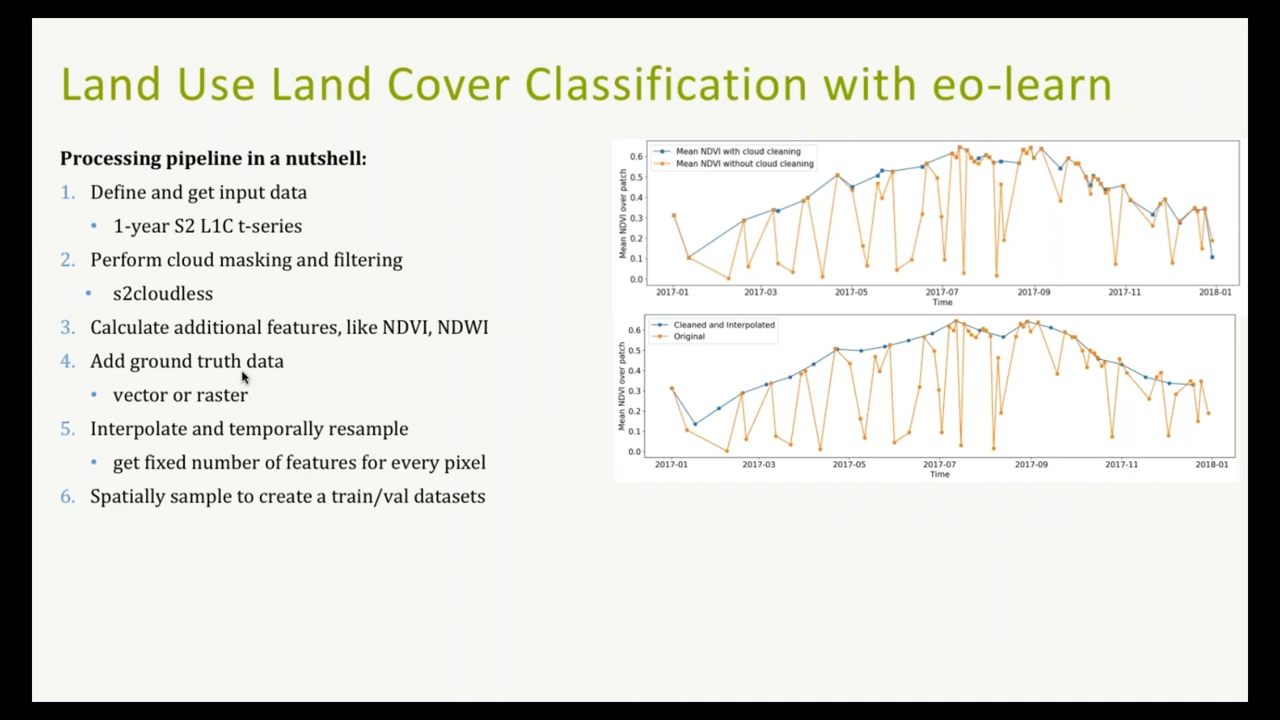 Land Use Land Cover Classification with eo-learn
Processing pipeline in a nutshell:
1. Define and get input data
• 1-year S2 L1C t-series
2. Perform cloud masking and filtering
• s2cloudless
3. Calculate additional features, like NDVI, NDWI
4. Add ground truth data
• vector or raster
5. Interpolate and temporally resample
• get fixed number of features for every pixel
6. Spatially sample to create a train/val datasets
Mean NDVI with cloud cleaning
Mean NDVI without cloud cleaning
Mean NDVI over patch
0.6
0.5
0.4
0.3
0.2
0.1
0.0
2017-01 2017-03 2017-05 2017-07 2017-09 2017-11 2018-01
Time
Cleaned and Interpolated
Original
Mean NDVI over patch
0.6
0.5
0.4
0.3
0.2
0.1
0.0
2017-01 2017-03 2017-05 2017-07 2017-09 2017-11 2018-01
Time